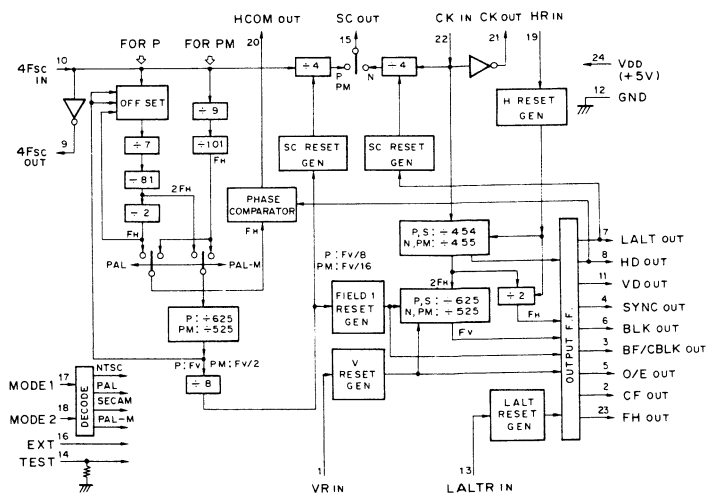 HCOM OUT
SC OUT
CK IN CK OUT
HR IN
FOR P
FOR PM
20
15
22
21
19
10
4FSC
IN
÷4
P
PM
N
÷4
24
VDD
(+5V)
12
GND
OFF SET
÷9
H RESET
GEN
9
4FSC
OUT
÷7
÷101
FH
SC RESET
GEN
SC RESET
GEN
÷81
2FH
÷2
PHASE
COMPARATOR
FH
FH
P,S: ÷454
N,PM: ÷455
7
LALT OUT
8
HD OUT
PAL
PAL-M
P:FV/8
PM:FV/16
2FH
÷2
11
VD OUT
P: ÷625
PM: ÷525
FIELD 1
RESET
GEN
P,S: ÷625
N,PM: ÷525
FH
4
SYNC OUT
6
BLK OUT
FV
OUTPUT F.F.
3
BF/CBLK OUT
P:FV
PM:FV/2
V
RESET
GEN
5
O/E OUT
÷8
2
CF OUT
NTSC
17
MODE 1
PAL
DECODE
SECAM
18
MODE 2
PAL-M
LALT
RESET
GEN
23
FH OUT
16
EXT
14
TEST
1
VR IN
13
LALTR IN